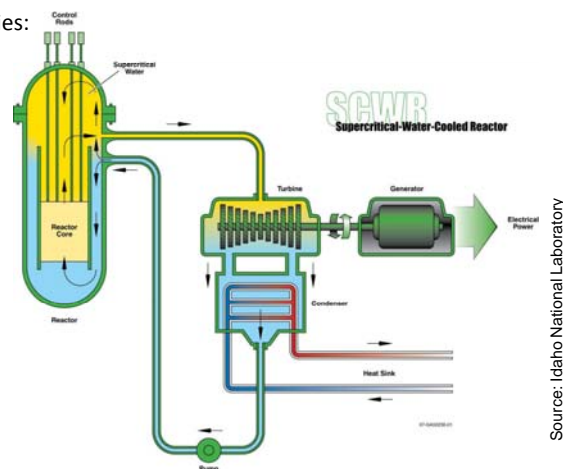 ies:
Control
Rods
Supercritical
Water
SCWR
Supercritical-Water-Cooled Reactor
Turbine
Generator
Electrical
Power
Reactor
Core
Condenser
Reactor
Heat Sink
Pump
Source: Idaho National Laboratory